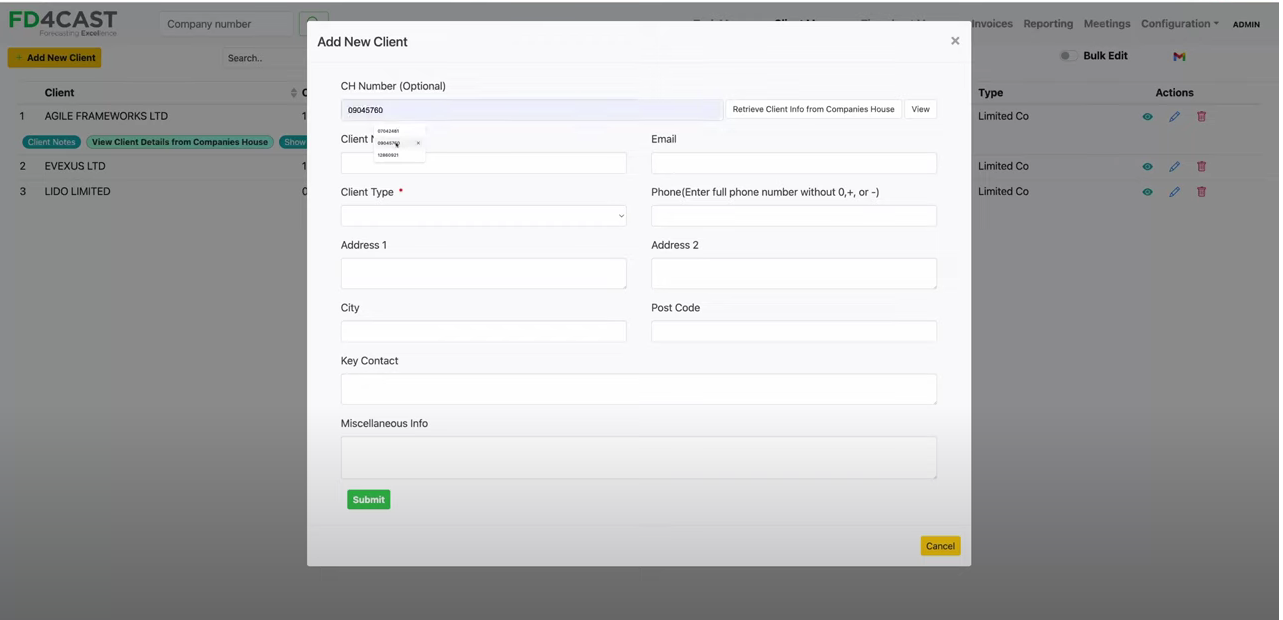 FD4CAST
Forecasting Excellence
Company number
Invoices Reporting Meetings Configuration ADMIN
+ Add New Client
Search..
Bulk Edit
Client
Type
Actions
1 AGILE FRAMEWORKS LTD
Limited Co
Client Notes
View Client Details from Companies House
Show
2 EVEXUS LTD
Limited Co
3 LIDO LIMITED
Limited Co
Add New Client
×
CH Number (Optional)
09045760
Retrieve Client Info from Companies House
View
07042481
12860921
Email
Client Type *
Phone(Enter full phone number without 0,+, or -)
Address 1
Address 2
City
Post Code
Key Contact
Miscellaneous Info
Submit
Cancel